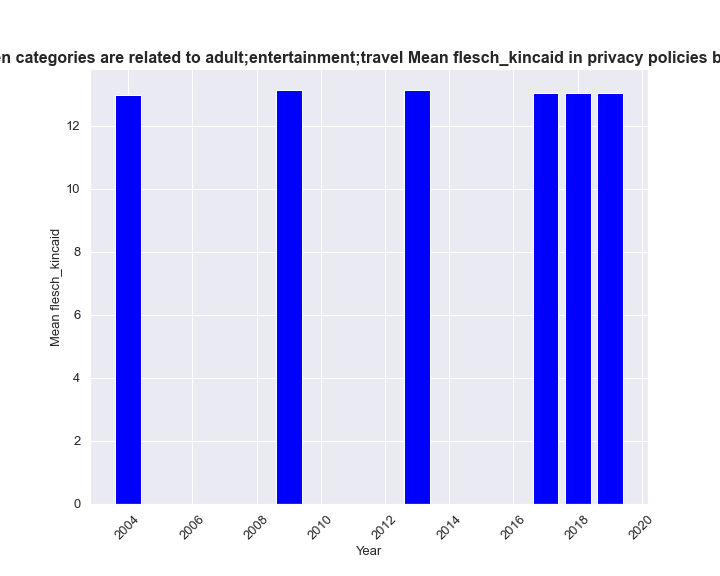 en categories are related to adult;entertainment;travel Mean flesch_kincaid in privacy policies b
12
10
8
6
4
2
0
Mean flesch_kincaid
2004 2006 2008 2010 2012 2014 2016 2018 2020
Year